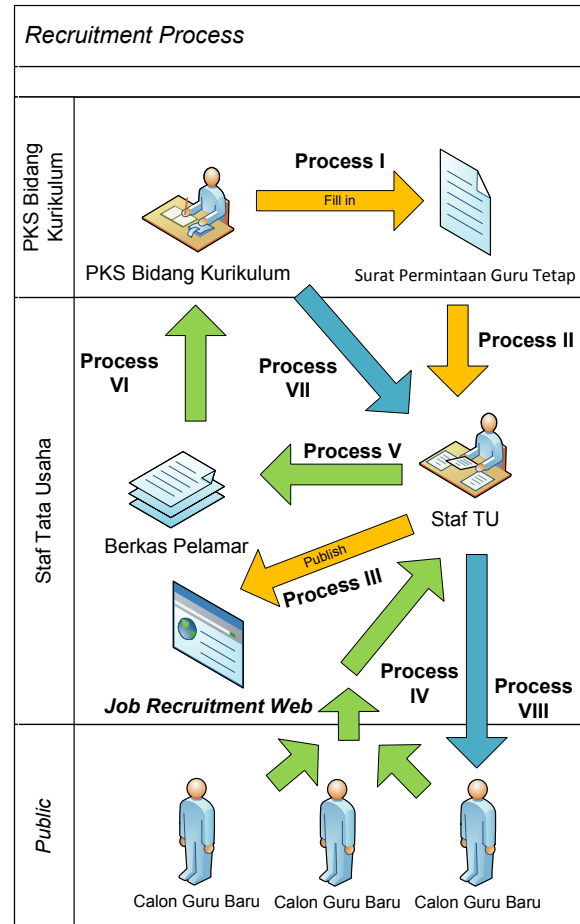 Recruitment Process
PKS Bidang
Kurikulum
Process I
Fill in
PKS Bidang Kurikulum
Surat Permintaan Guru Tetap
Staf Tata Usaha
Process
VI
Process
VII
Process II
Process V
Berkas Pelamar
Staf TU
Publish
Process III
Job Recruitment Web
Process
IV
Process
VIII
Public
Calon Guru Baru
Calon Guru Baru
Calon Guru Baru